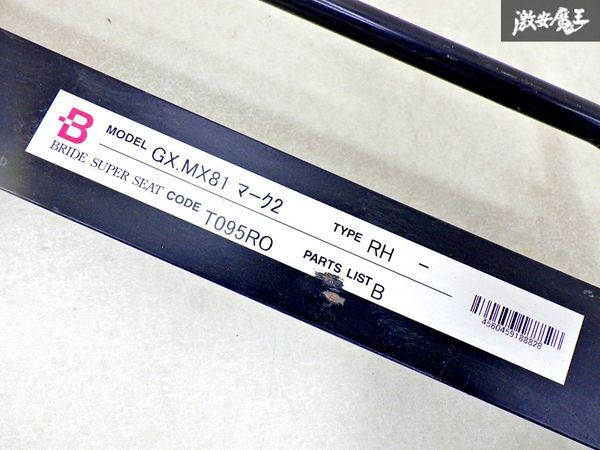 激安魔王
B
BRIDE SUPER SEAT
MODEL GX.MX81 マーク2 TYPE RH -
CODE T095RO PARTS LIST B
4560459188828